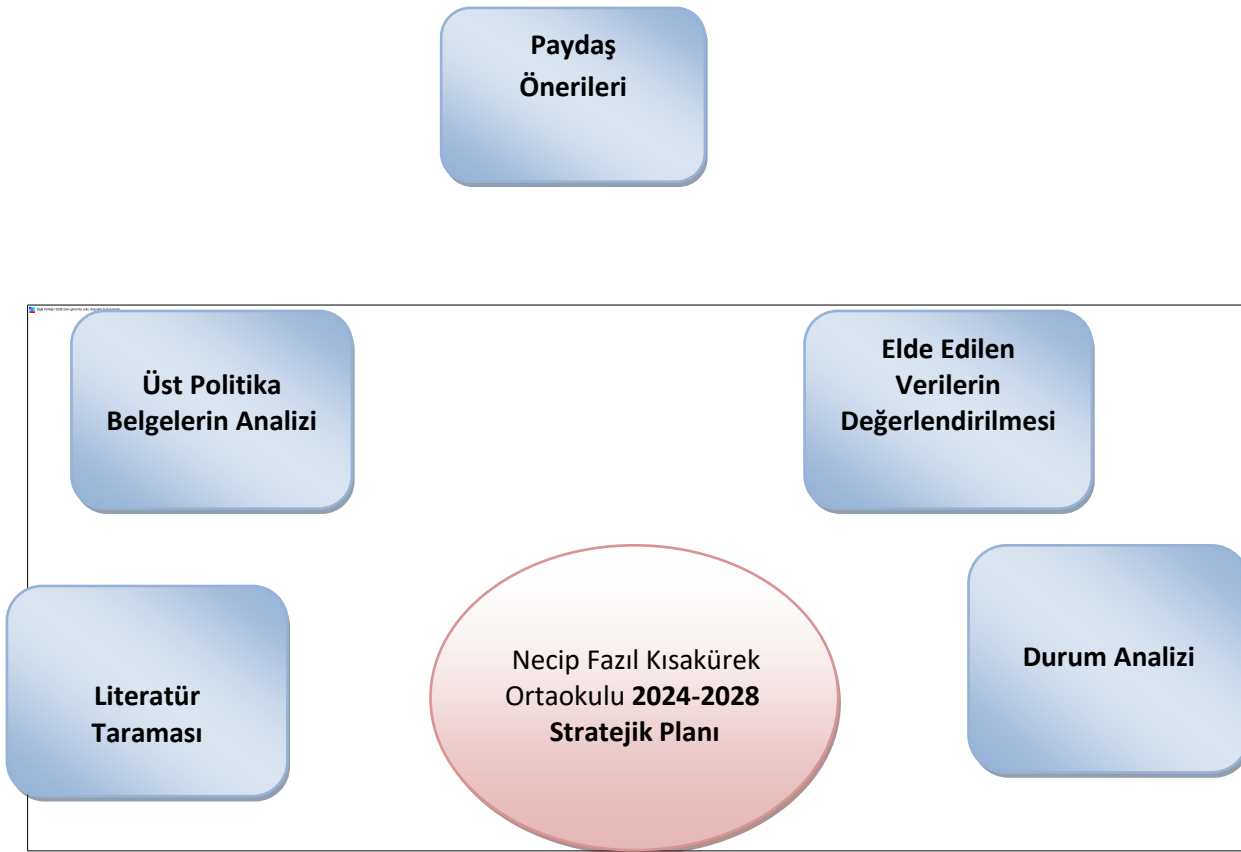 Paydaş
Önerileri
Üst Politika
Belgelerin Analizi
Elde Edilen
Verilerin
Değerlendirilmesi
Literatür
Taraması
Necip Fazıl Kısakürek
Ortaokulu 2024-2028
Stratejik Planı
Durum Analizi